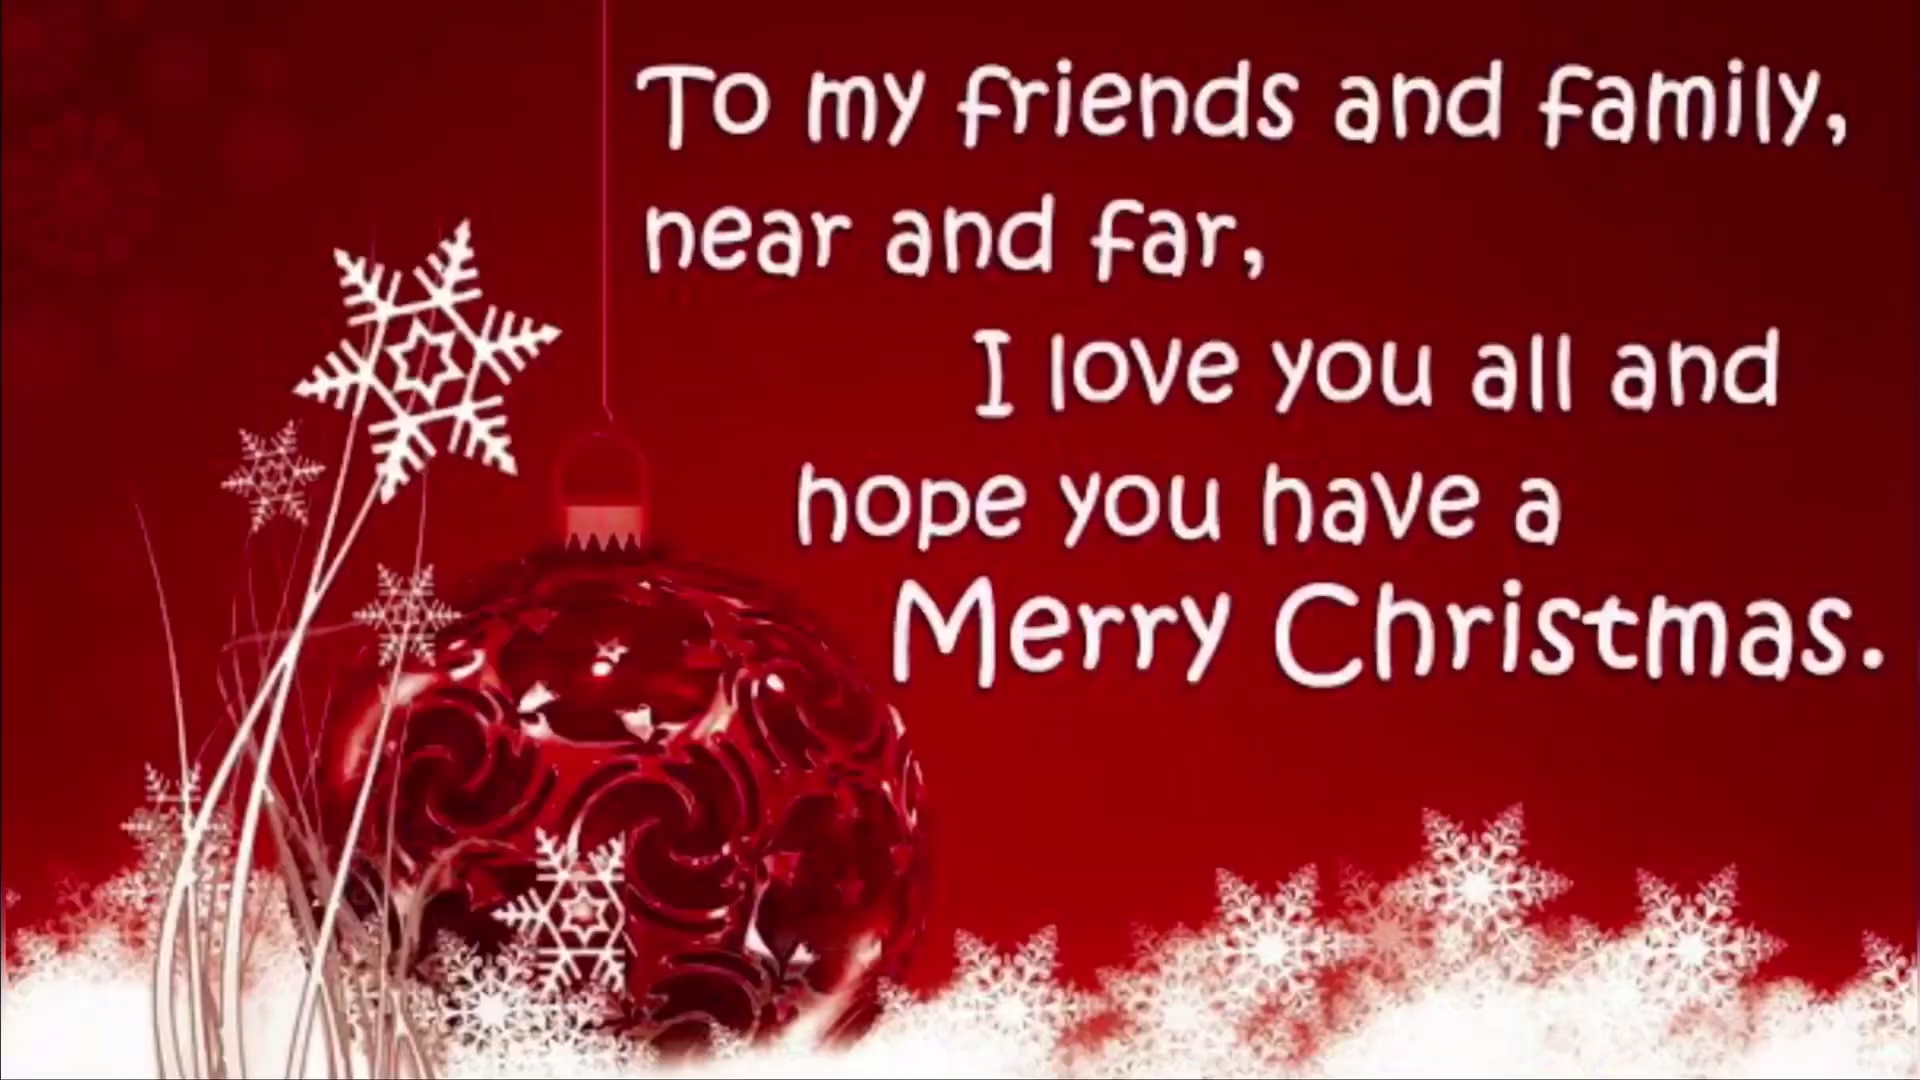 To my friends and family,
near and far,
I love you all and
hope you have a
Merry Christmas.